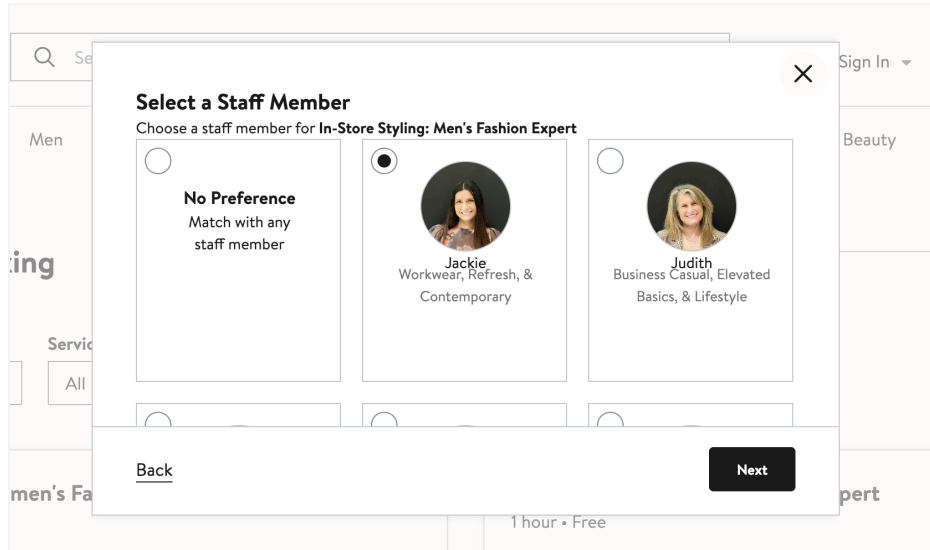 Se
Sign In
Men
Beauty
Select a Staff Member
Choose a staff member for In-Store Styling: Men's Fashion Expert
No Preference
Match with any
staff member
Jackie
Workwear, Refresh, &
Contemporary
Judith
Business Casual, Elevated
Basics, & Lifestyle
king
Servic
All
Back
Next
men's Fa
pert
1 hour • Free